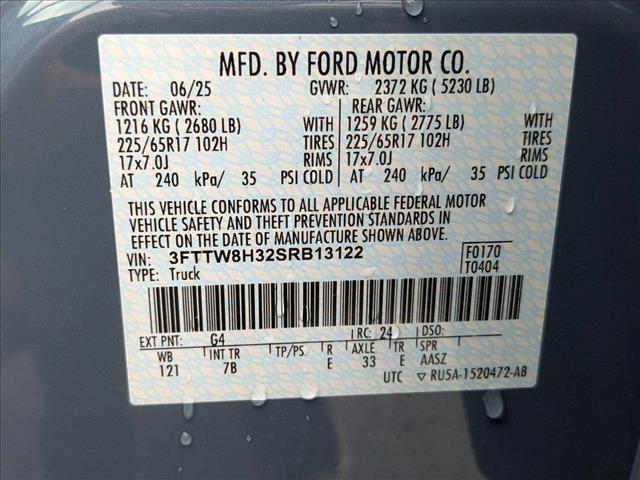 MFD. BY FORD MOTOR CO.
DATE: 06/25 GVWR: 2372 KG ( 5230 LB)
FRONT GAWR: REAR GAWR:
1216 KG ( 2680 LB) WITH 1259 KG ( 2775 LB) WITH
225/65R17 102H TIRES 225/65R17 102H TIRES
17x7.0J RIMS 17x7.0J RIMS
AT 240 kPa/ 35 PSI COLD AT 240 kPa/ 35 PSI COLD
THIS VEHICLE CONFORMS TO ALL APPLICABLE FEDERAL MOTOR
VEHICLE SAFETY AND THEFT PREVENTION STANDARDS IN
EFFECT ON THE DATE OF MANUFACTURE SHOWN ABOVE.
VIN: 3FTTW8H32SRB13122 F0170
TYPE: Truck T0404
EXT PNT: G4 RC: 24 DSO:
WB INT TR TP/PS R AXLE TR SPR
121 7B E 33 E AASZ
UTC ▽ RU5A-1520472-AB